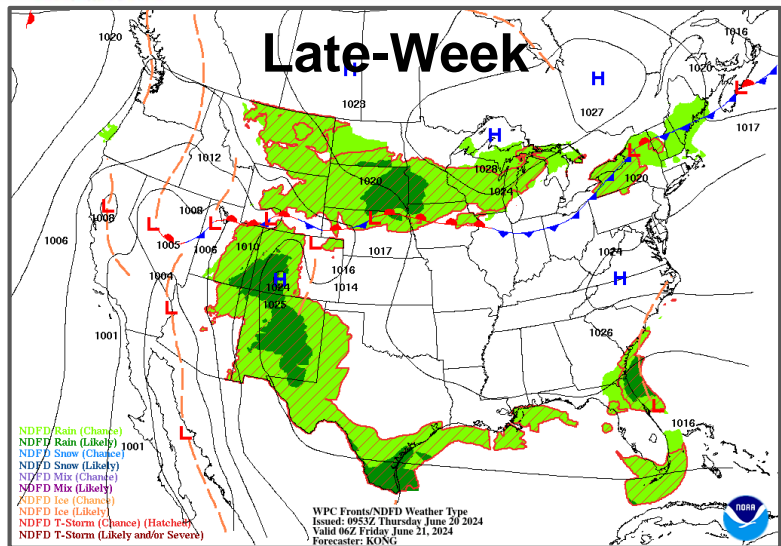 Late-Week
1020
1016
1020
H
H
1023
1027
L
1017
H
1028
1012
L
1020
1024
1020
L
1008
1008
L
L
L
L
1006
1005
1006
1010
1017
L
1024
1016
1014
H
1024
H
1004
1025
L
1001
1026
L
1016
L
1001
NDFD Rain (Chance)
NDFD Rain (Likely)
NDFD Snow (Chance)
NDFD Snow (Likely)
NDFD Mix (Chance)
NDFD Mix (Likely)
NDFD Ice (Chance)
NDFD Ice (Likely)
NDFD T-Storm (Chance) (Hatched)
NDFD T-Storm (Likely and/or Severe)
WPC Fronts/NDFD Weather Type
Issued: 0953Z Thursday June 20 2024
Valid 06Z Friday June 21, 2024
Forecaster: KONG
NOAA